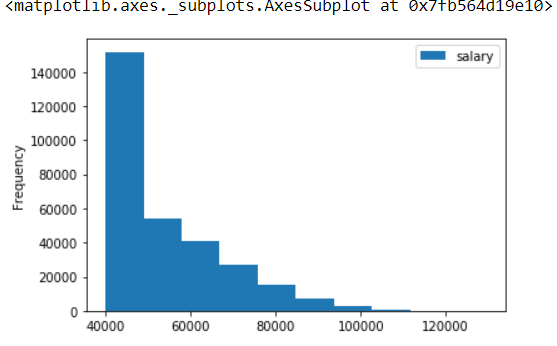 <matplotlib.axes._subplots.AxesSubplot at 0x7fb564d19e10>
salary
Frequency
140000
120000
100000
80000
60000
40000
20000
0
40000 60000 80000 100000 120000